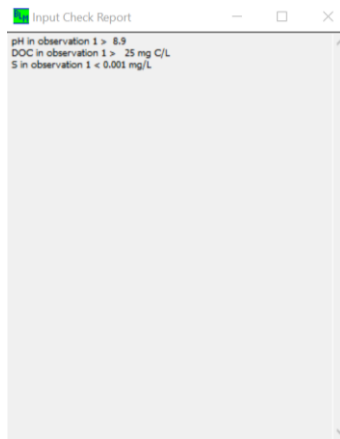 Input Check Report
pH in observation 1 > 8.9
DOC in observation 1 > 25 mg C/L
S in observation 1 < 0.001 mg/L